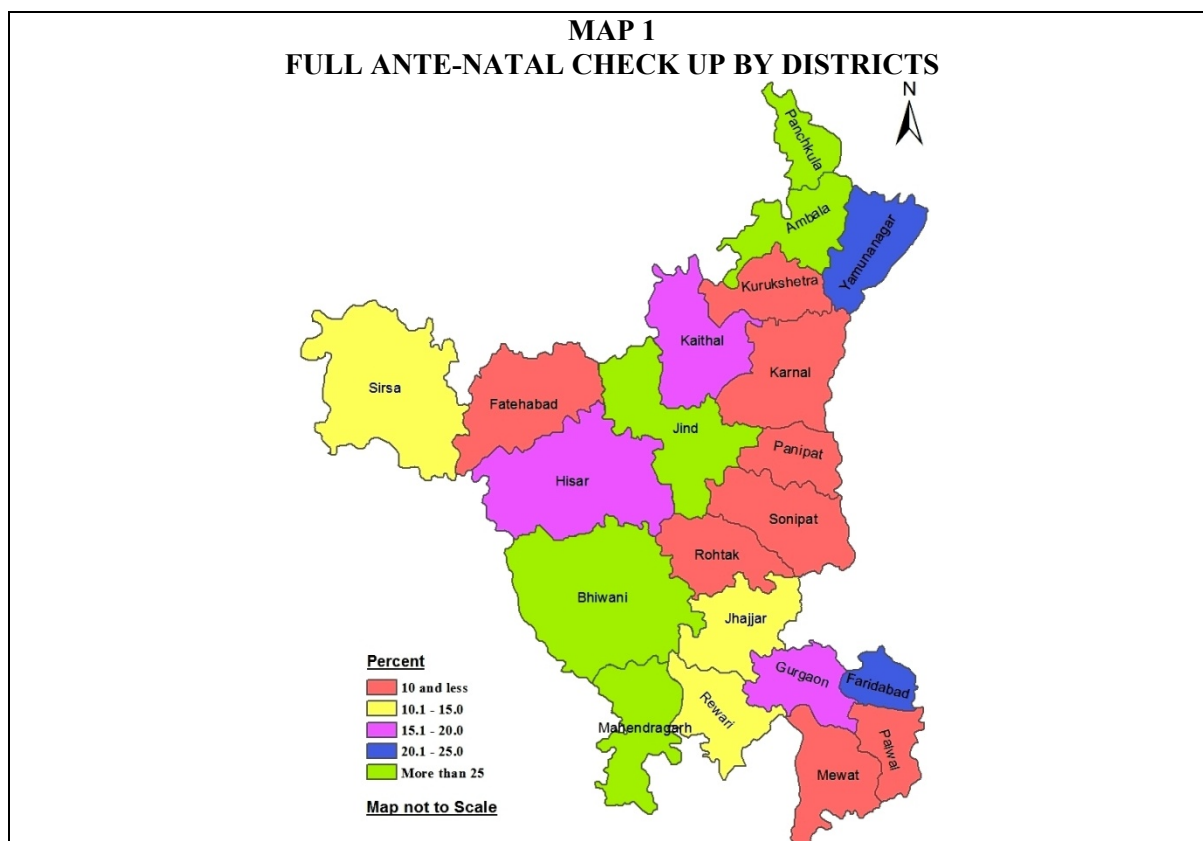 MAP 1
FULL ANTE-NATAL CHECK UP BY DISTRICTS
N
Panchkula
Ambala
Yamunanagar
Kurukshetra
Kaithal
Karnal
Sirsa
Fatehabad
Jind
Panipat
Hisar
Sonipat
Rohtak
Bhiwani
Jhajjar
Gurgaon
Faridabad
Rewari
Mahendragarh
Palwal
Mewat
Percent
10 and less
10.1 - 15.0
15.1 - 20.0
20.1 - 25.0
More than 25
Map not to Scale